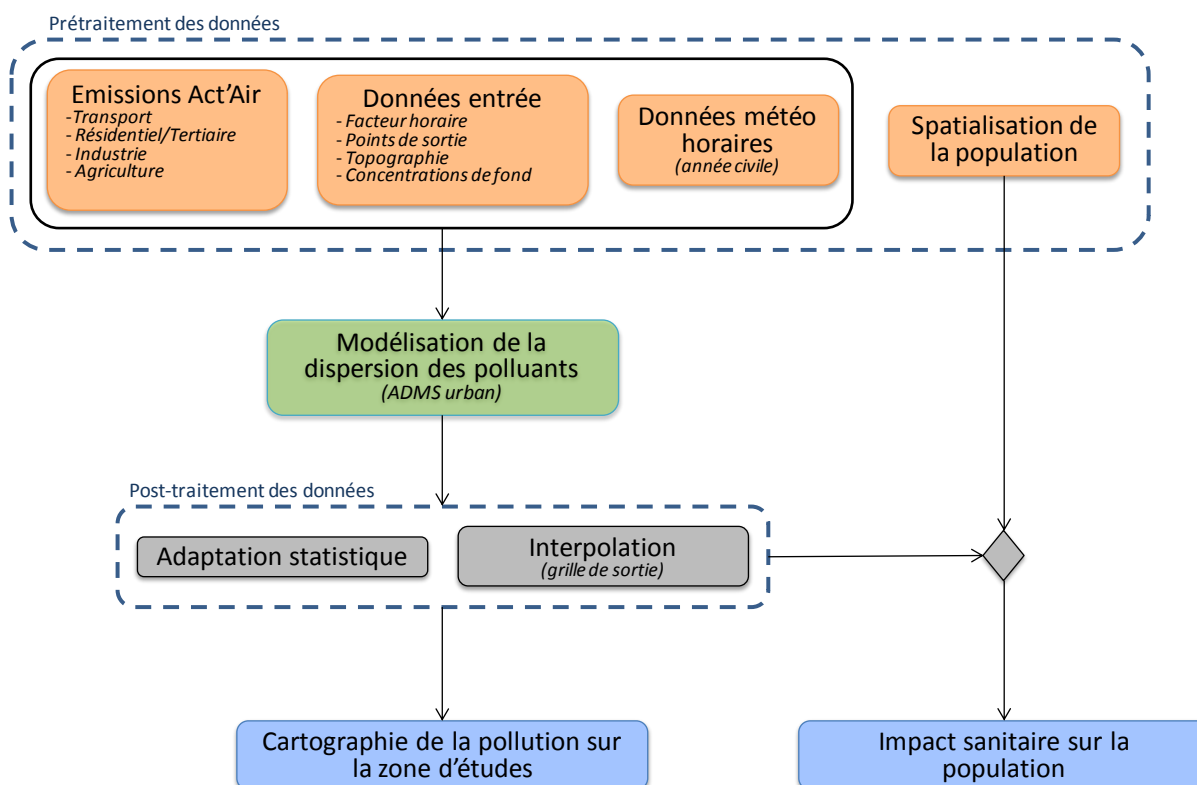 Prétraitement des données
Emissions Act’Air
-Transport
- Résidentiel/Tertiaire
- Industrie
- Agriculture
Données entrée
- Facteur horaire
- Points de sortie
- Topographie
- Concentrations de fond
Données météo
horaires
(année civile)
Spatialisation de
la population
Modélisation de la
dispersion des polluants
(ADMS urban)
Post-traitement des données
Adaptation statistique
Interpolation
(grille de sortie)
Cartographie de la pollution sur
la zone d’études
Impact sanitaire sur la
population